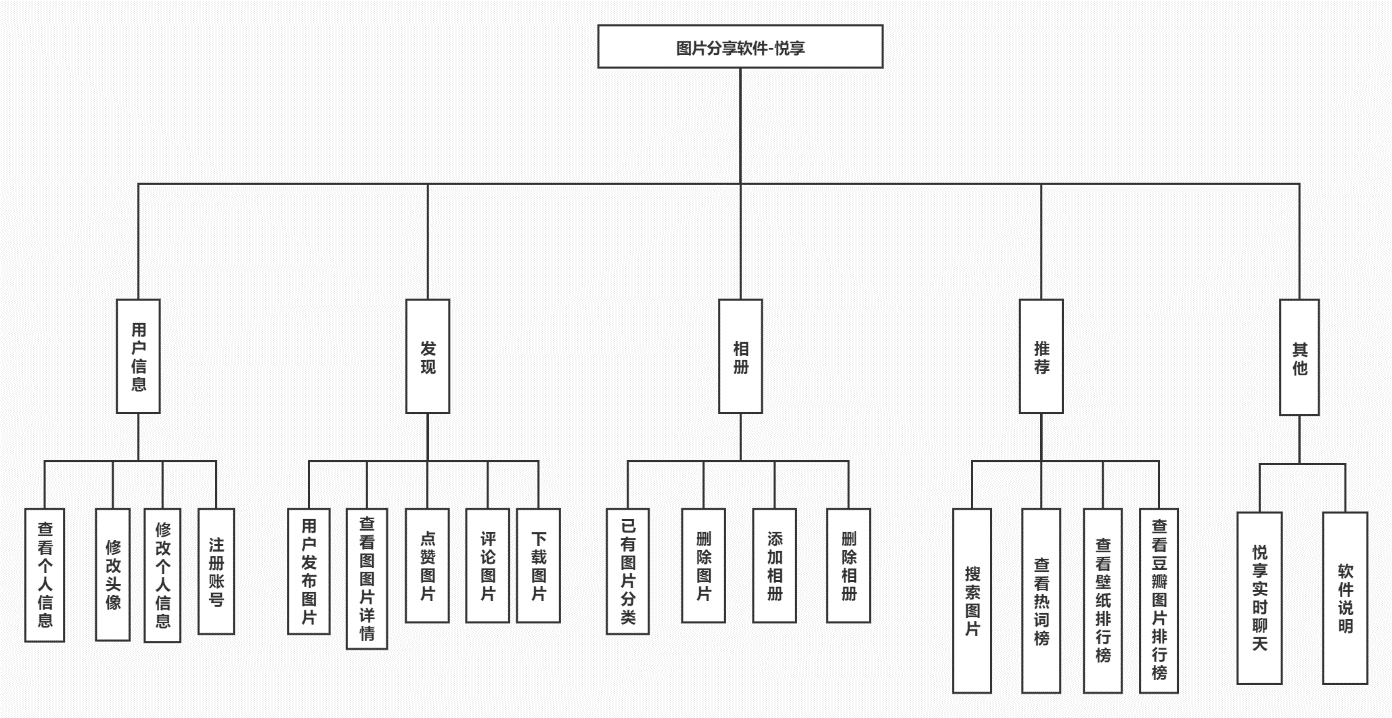 图片分享软件-悦享
用户信息
发现
相册
推荐
其他
查看个人信息
修改头像
修改个人信息
注册账号
用户发布图片
查看图图片详情
点赞图片
评论图片
下载图片
已有图片分类
删除图片
添加相册
删除相册
搜索图片
查看热词榜
查看壁纸排行榜
查看豆瓣图片排行榜
悦享实时聊天
软件说明